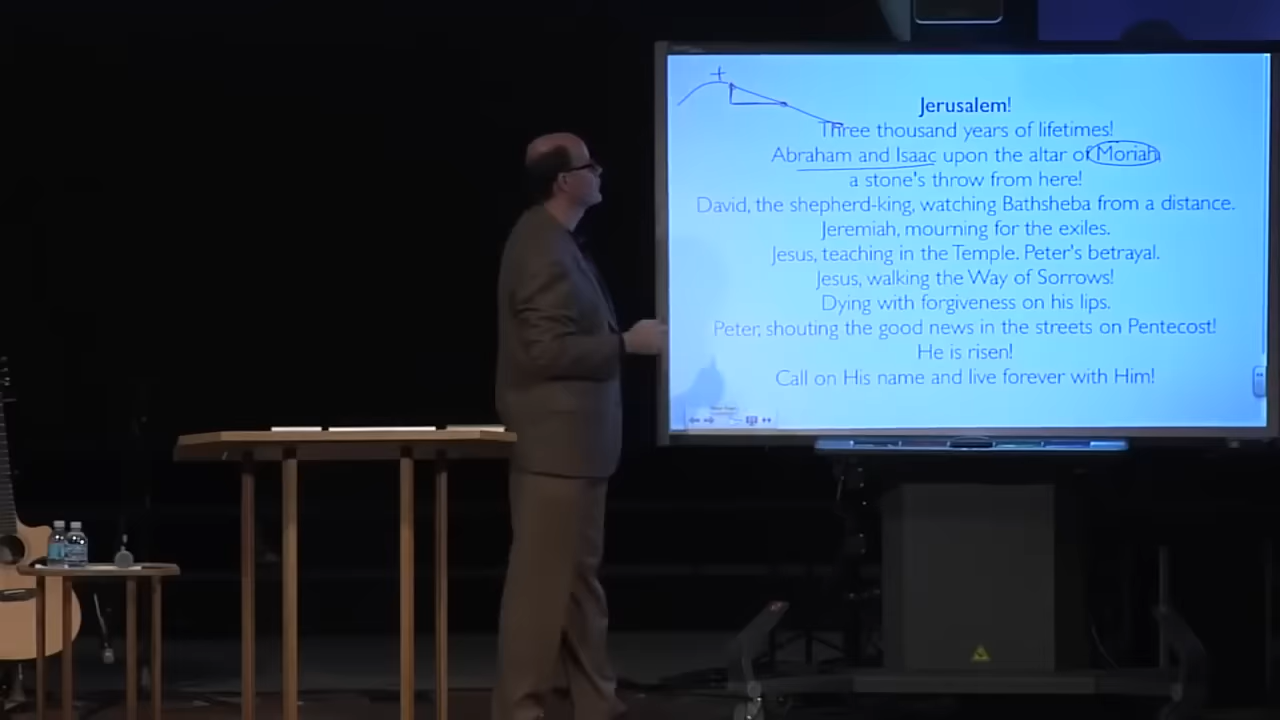 Jerusalem!
Three thousand years of lifetimes!
Abraham and Isaac upon the altar of Moriah,
a stone's throw from here!
David, the shepherd-king, watching Bathsheba from a distance.
Jeremiah, mourning for the exiles.
Jesus, teaching in the Temple. Peter's betrayal.
Jesus, walking the Way of Sorrows!
Dying with forgiveness on his lips.
Peter, shouting the good news in the streets on Pentecost!
He is risen!
Call on His name and live forever with Him!